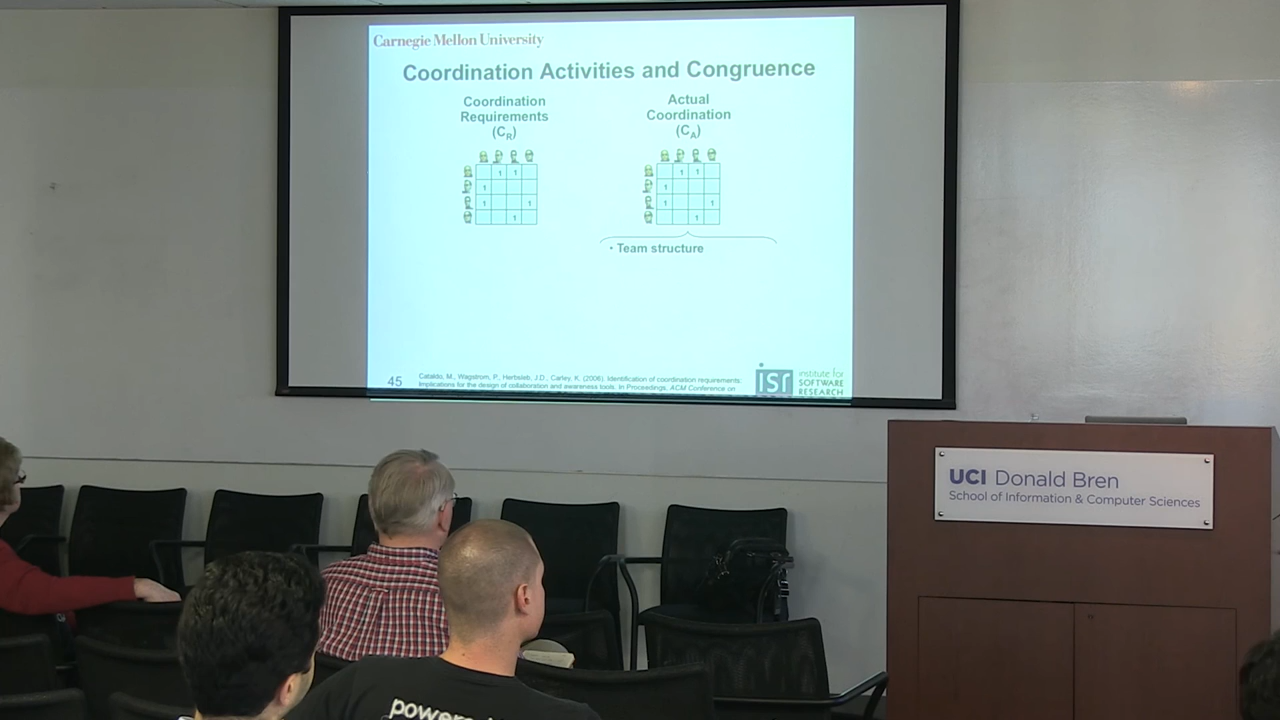 Carnegie Mellon University
Coordination Activities and Congruence
Coordination
Requirements
(CR)
Actual
Coordination
(CA)
1 1
1
1 1
1
1 1
1
1 1
1
• Team structure
45
Cataldo, M., Wagstrom, P., Herbsleb, J.D., Carley, K. (2006). Identification of coordination requirements:
Implications for the design of collaboration and awareness tools. In Proceedings, ACM Conference on
isr
institute for
SOFTWARE
RESEARCH
UCI Donald Bren
School of Information & Computer Sciences